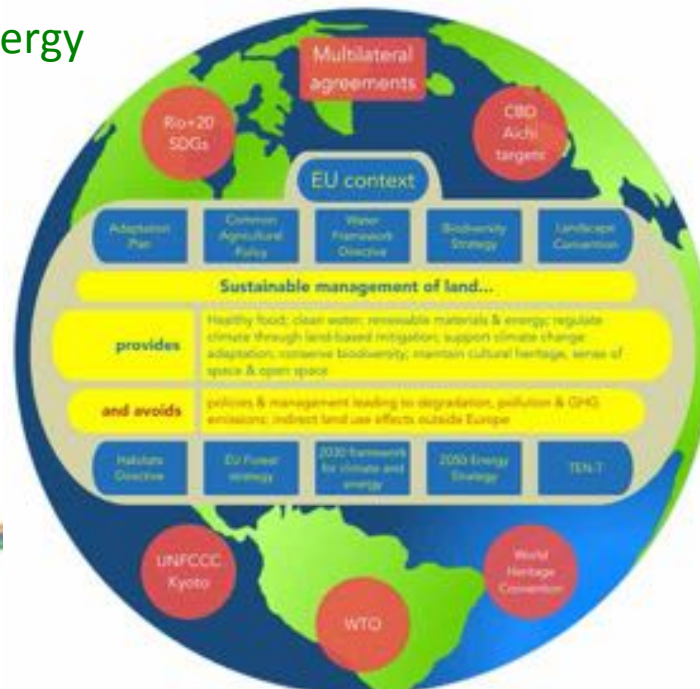 ergy
Multilateral
agreements
Rio+20
SDGs
CBD
Aichi
targets
EU context
Adaptation
Plan
Common
Agricultural
Policy
Water
Framework
Directive
Biodiversity
Strategy
Landscape
Convention
Sustainable management of land...
provides
Healthy food; clean water; renewable materials & energy; regulate
climate through land-based mitigation; support climate change
adaptation; conserve biodiversity; maintain cultural heritage, sense of
space & open space
and avoids
policies & management leading to degradation, pollution & GHG
emissions; indirect land use effects outside Europe
Habitats
Directive
EU Forest
strategy
2030 framework
for climate and
energy
2050 Energy
Strategy
TEN-T
UNFCCC
Kyoto
WTO
World
Heritage
Convention